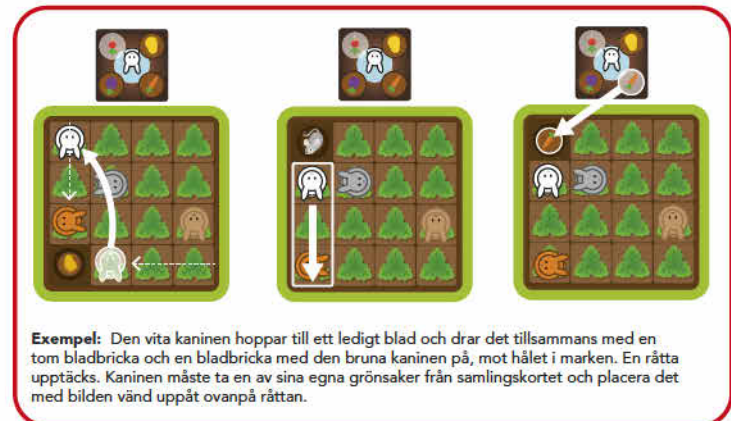 Exempel: Den vita kaninen hoppar till ett ledigt blad och drar det tillsammans med en
tom bladbricka och en bladbricka med den bruna kaninen på, mot hålet i marken. En råtta
upptäcks. Kaninen måste ta en av sina egna grönsaker från samlingskortet och placera det
med bilden vänd uppåt ovanpå råttan.